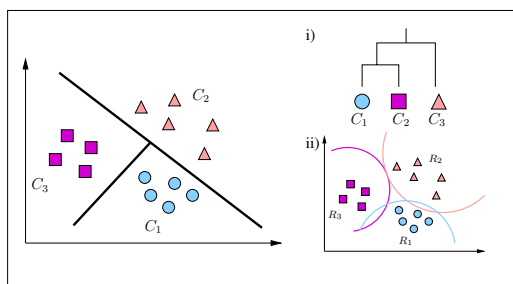 C₂
C₃
C₁
i)
C₁ C₂ C₃
ii)
R₂
R₃
R₁